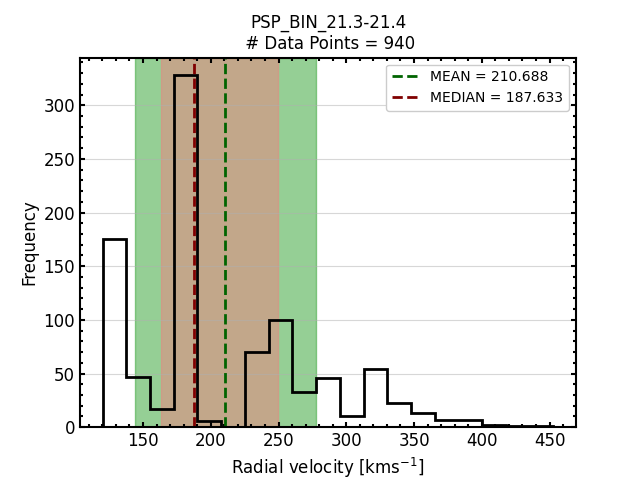 PSP_BIN_21.3-21.4
# Data Points = 940
MEAN = 210.688
MEDIAN = 187.633
Frequency
300
250
200
150
100
50
0
150 200 250 300 350 400 450
Radial velocity [kms⁻¹]